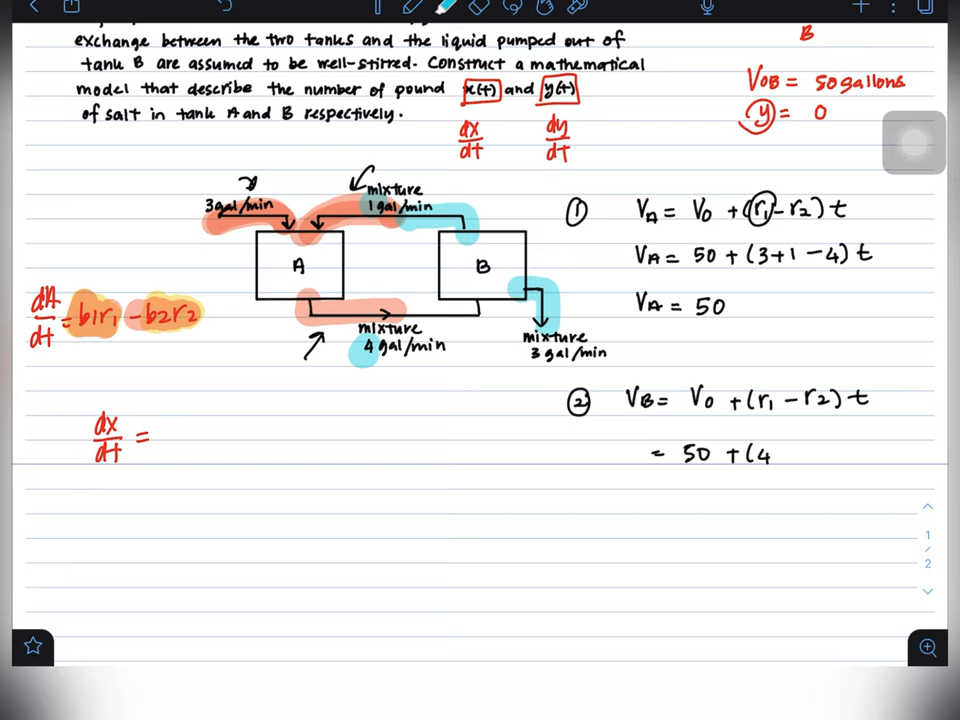 exchange between the two tanks and the liquid pumped out of
tank B are assumed to be well-stirred. Construct a mathematical
model that describe the number of pound x(t) and y(t)
of salt in tank A and B respectively.
dx/dt dy/dt
B
VOB = 50 gallons
y = 0
3 gal/min
mixture
1 gal/min
A
B
mixture
4 gal/min
mixture
3 gal/min
dA/dt = b1r1 - b2r2
dx/dt =
① VA = V0 + (r1 - r2) t
VA = 50 + (3+1-4) t
VA = 50
② VB = V0 + (r1 - r2) t
= 50 + (4
1
/
2